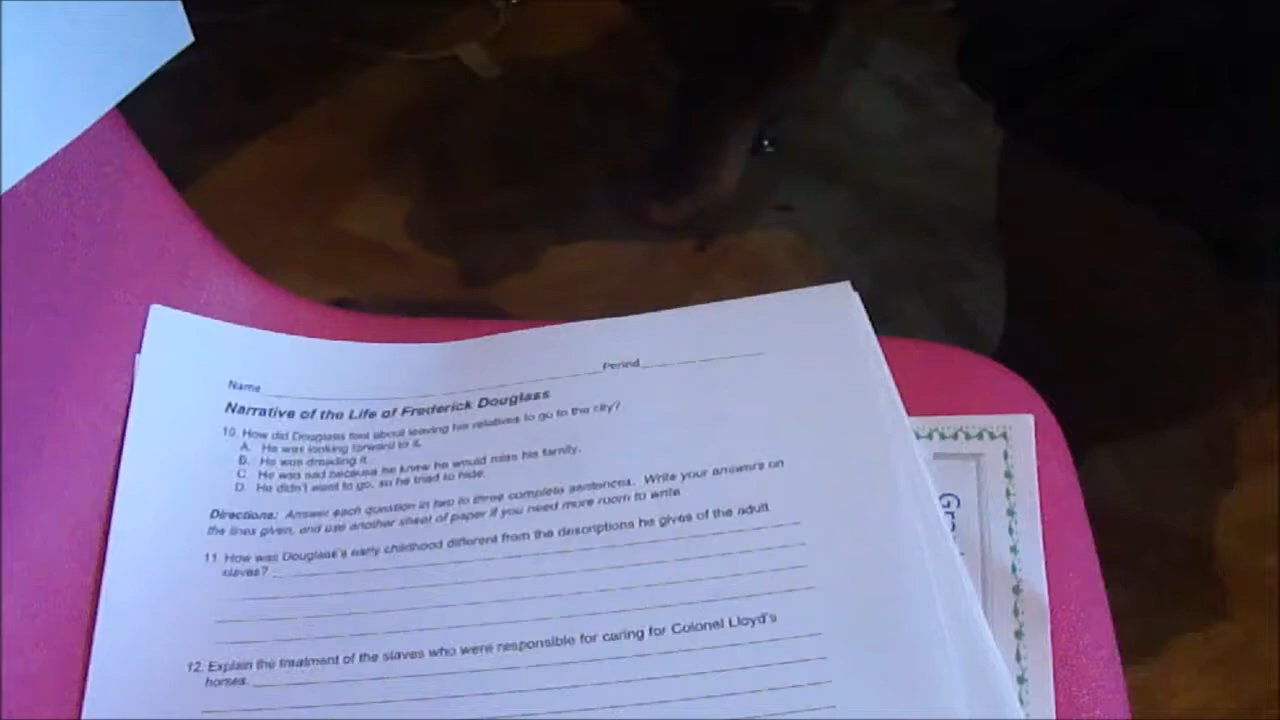 Name
Period
Narrative of the Life of Frederick Douglass
10. How did Douglass feel about leaving his relatives to go to the city?
A. He was looking forward to it.
B. He was dreading it.
C. He was sad because he knew he would miss his family.
D. He didn't want to go, so he tried to hide.
Directions: Answer each question in two to three complete sentences. Write your answers on
the lines given, and use another sheet of paper if you need more room to write.
11. How was Douglass's early childhood different from the descriptions he gives of the adult
slaves?
12. Explain the treatment of the slaves who were responsible for caring for Colonel Lloyd's
horses.